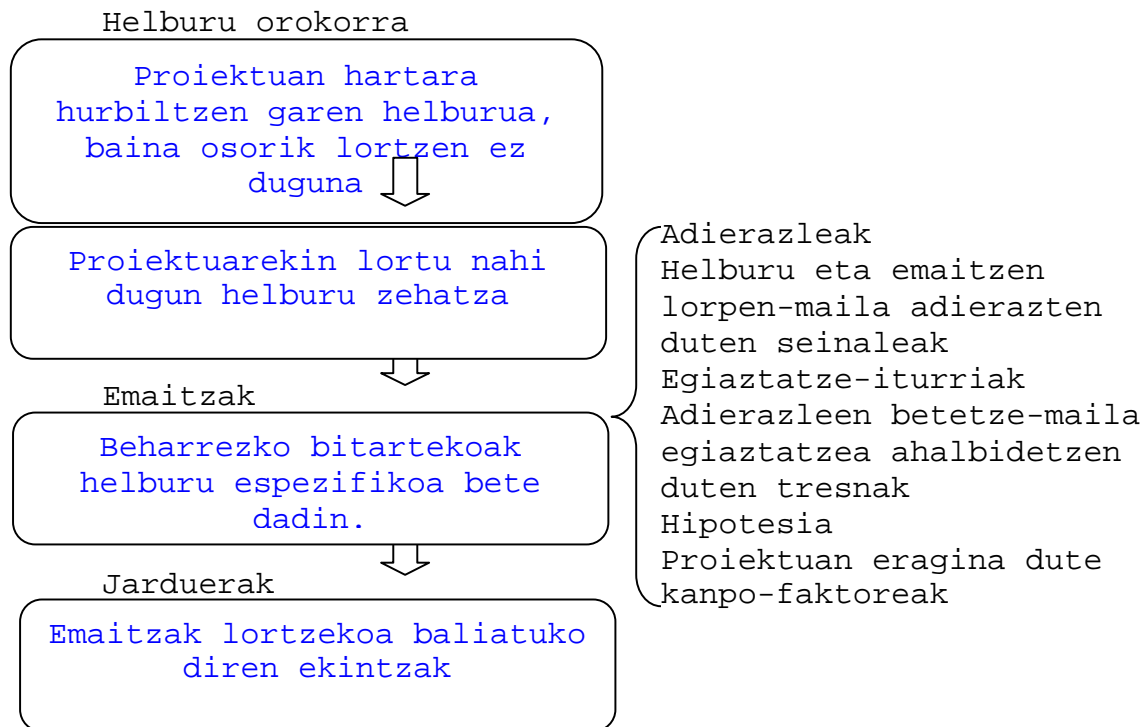 Helburu orokorra
Proiektuan hartara
hurbiltzen garen helburua,
baina osorik lortzen ez
duguna
Proiektuarekin lortu nahi
dugun helburu zehatza
Emaitzak
Beharrezko bitartekoak
helburu espezifikoa bete
dadin.
Jarduerak
Emaitzak lortzekoa baliatuko
diren ekintzak
Adierazleak
Helburu eta emaitzen
lorpen-maila adierazten
duten seinaleak
Egiaztatze-iturriak
Adierazleen betetze-maila
egiaztatzea ahalbidetzen
duten tresnak
Hipotesia
Proiektuan eragina dute
kanpo-faktoreak